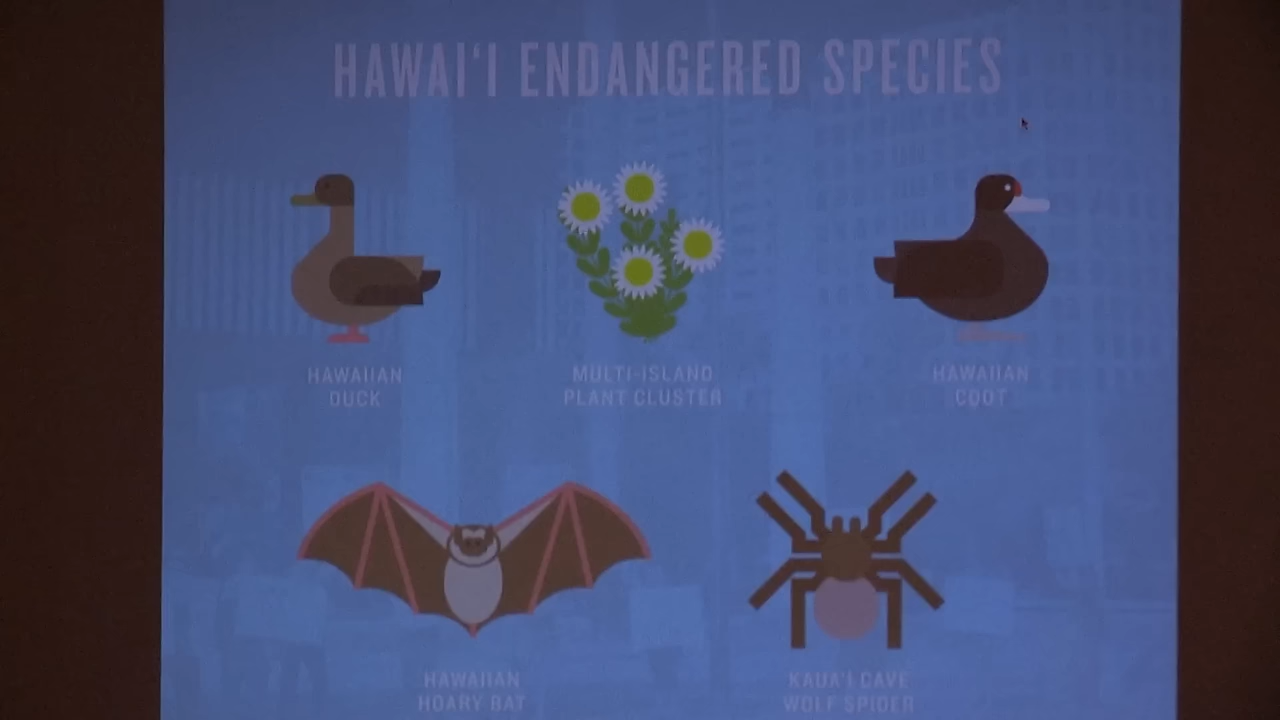 HAWAI‘I ENDANGERED SPECIES
HAWAIIAN
DUCK
MULTI-ISLAND
PLANT CLUSTER
HAWAIIAN
COOT
HAWAIIAN
HOARY BAT
KAUA‘I CAVE
WOLF SPIDER